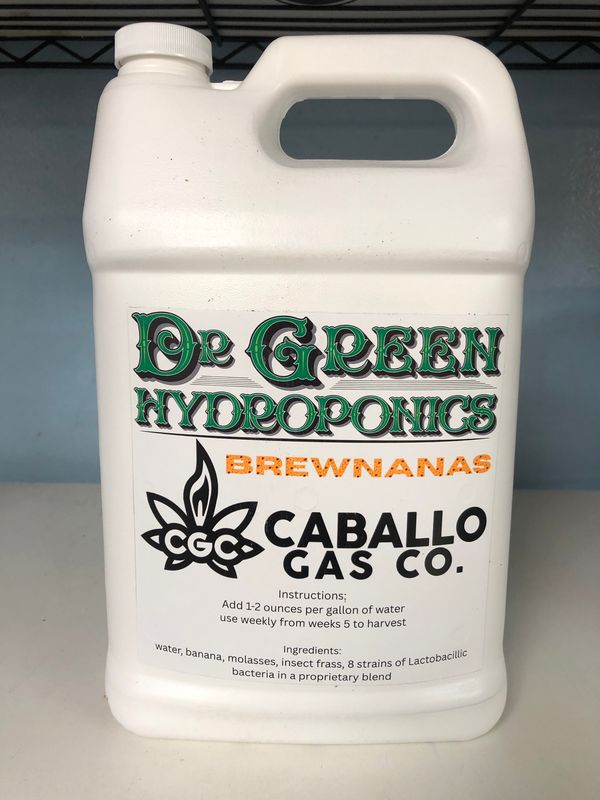 DR GREEN
HYDROPONICS
BREWNANAS
CGC
CABALLO
GAS CO.
Instructions;
Add 1-2 ounces per gallon of water
use weekly from weeks 5 to harvest
Ingredients:
water, banana, molasses, insect frass, 8 strains of Lactobacillic
bacteria in a proprietary blend